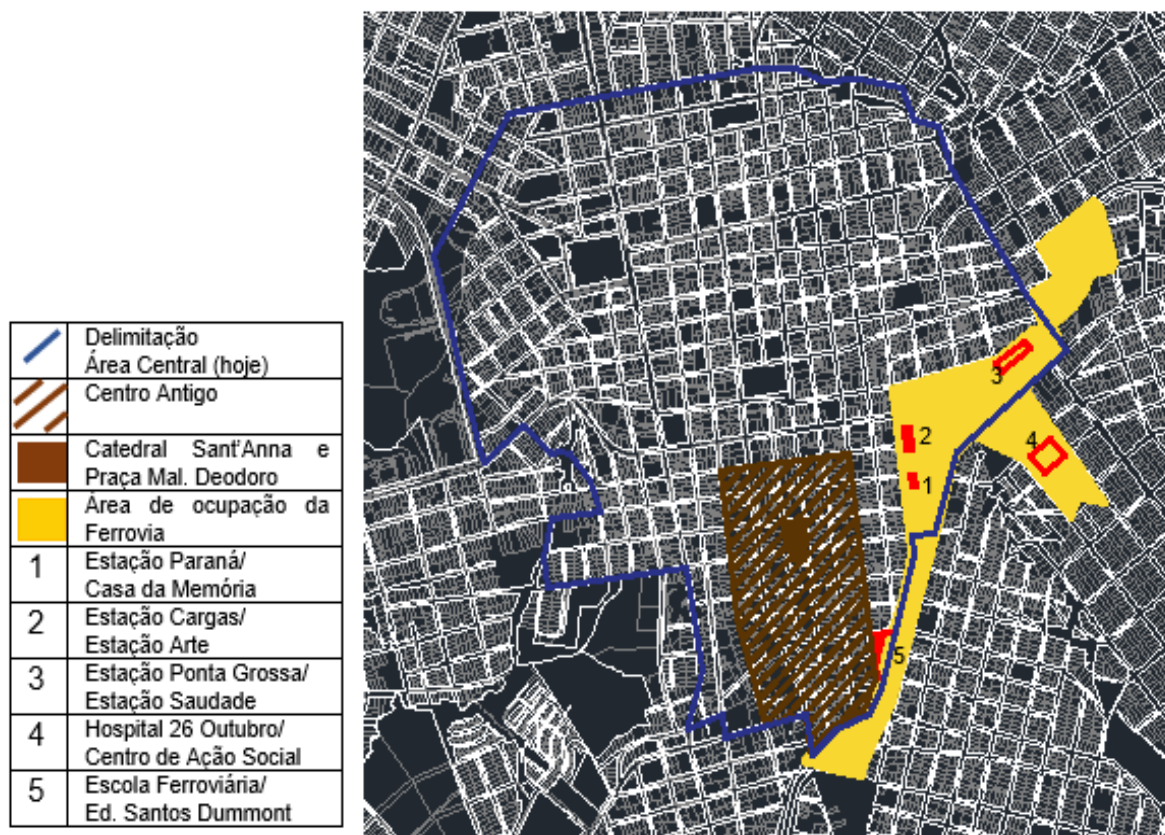 Delimitação
Área Central (hoje)
Centro Antigo
Catedral Sant'Anna e
Praça Mal. Deodoro
Área de ocupação da
Ferrovia
1 Estação Paraná/
Casa da Memória
2 Estação Cargas/
Estação Arte
3 Estação Ponta Grossa/
Estação Saudade
4 Hospital 26 Outubro/
Centro de Ação Social
5 Escola Ferroviária/
Ed. Santos Dummont
3
4
2
1
5